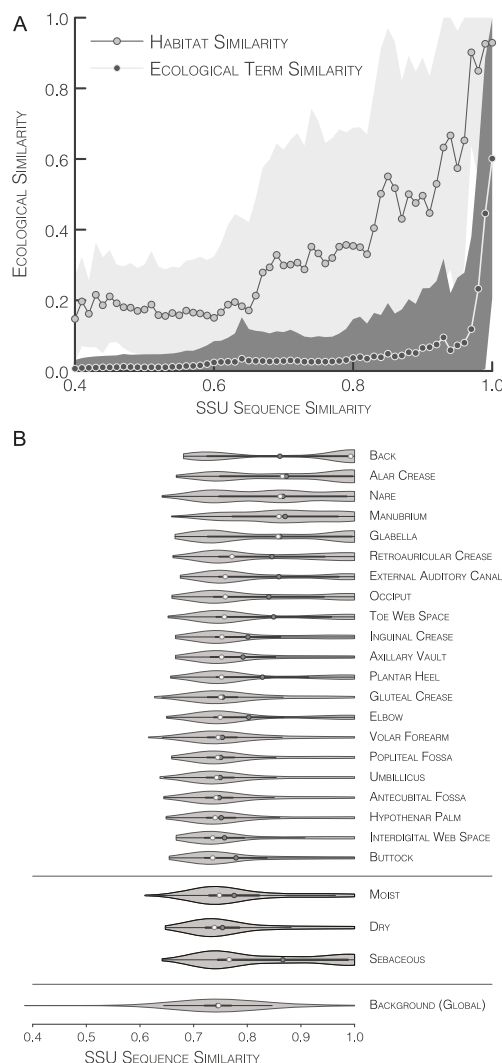 A
HABITAT SIMILARITY
ECOLOGICAL TERM SIMILARITY
ECOLOGICAL SIMILARITY
1.0
0.8
0.6
0.4
0.2
0.0
0.4 0.6 0.8 1.0
SSU SEQUENCE SIMILARITY
B
BACK
ALAR CREASE
NARE
MANUBRIUM
GLABELLA
RETROAURICULAR CREASE
EXTERNAL AUDITORY CANAL
OCCIPUT
TOE WEB SPACE
INGUINAL CREASE
AXILLARY VAULT
PLANTAR HEEL
GLUTEAL CREASE
ELBOW
VOLAR FOREARM
POPLITEAL FOSSA
UMBILLICUS
ANTECUBITAL FOSSA
HYPOTHENAR PALM
INTERDIGITAL WEB SPACE
BUTTOCK
MOIST
DRY
SEBACEOUS
BACKGROUND (GLOBAL)
0.4 0.5 0.6 0.7 0.8 0.9 1.0
SSU SEQUENCE SIMILARITY